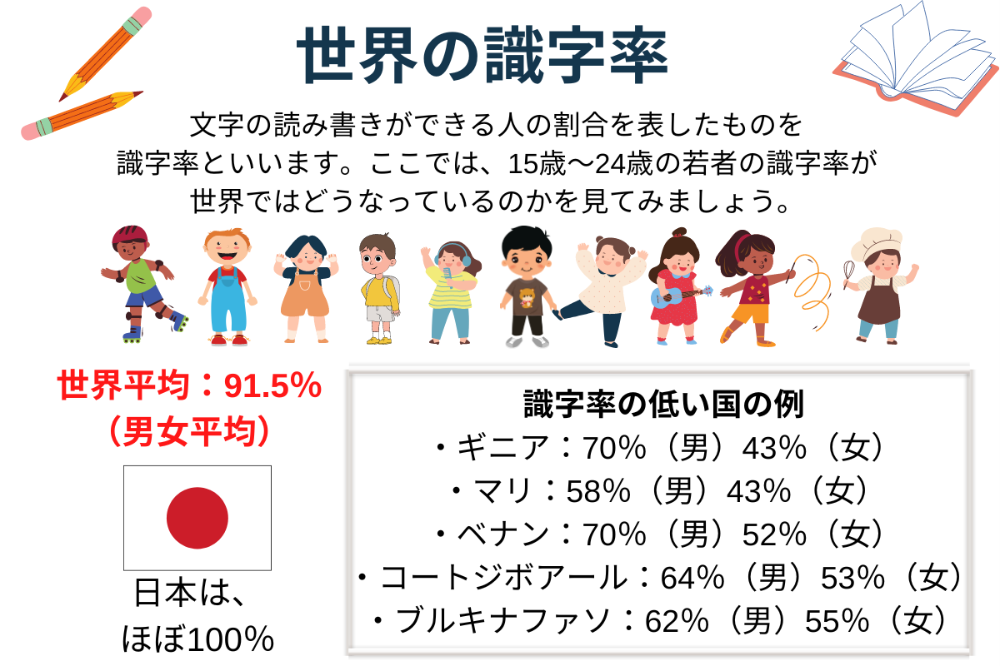 世界の識字率
文字の読み書きができる人の割合を表したものを
識字率といいます。ここでは、15歳～24歳の若者の識字率が
世界ではどうなっているのかを見てみましょう。
世界平均：91.5％
（男女平均）
日本は、
ほぼ100％
識字率の低い国の例
・ギニア：70％（男）43％（女）
・マリ：58％（男）43％（女）
・ベナン：70％（男）52％（女）
・コートジボアール：64％（男）53％（女）
・ブルキナファソ：62％（男）55％（女）